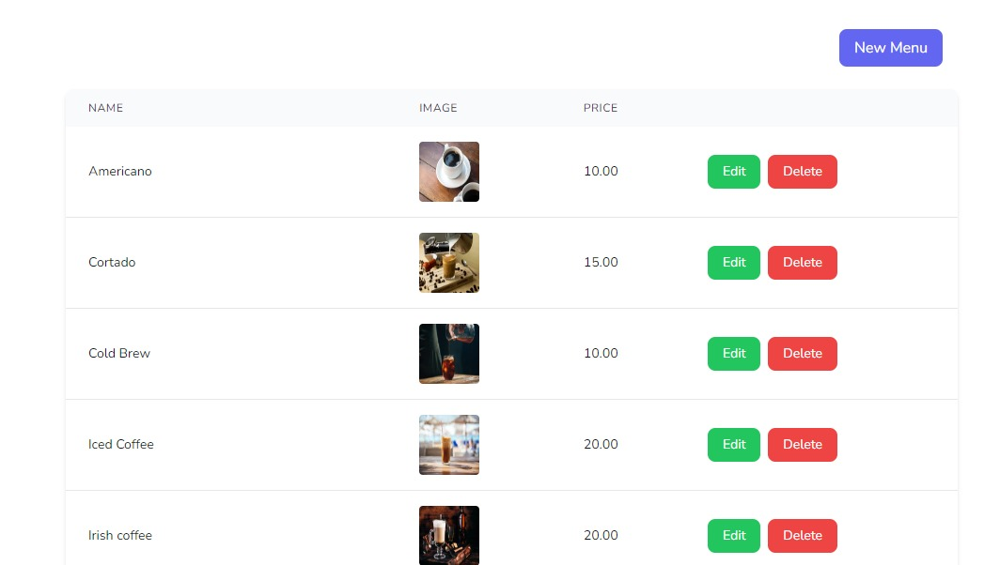 New Menu
NAME IMAGE PRICE
Americano 10.00 Edit Delete
Cortado 15.00 Edit Delete
Cold Brew 10.00 Edit Delete
Iced Coffee 20.00 Edit Delete
Irish coffee 20.00 Edit Delete